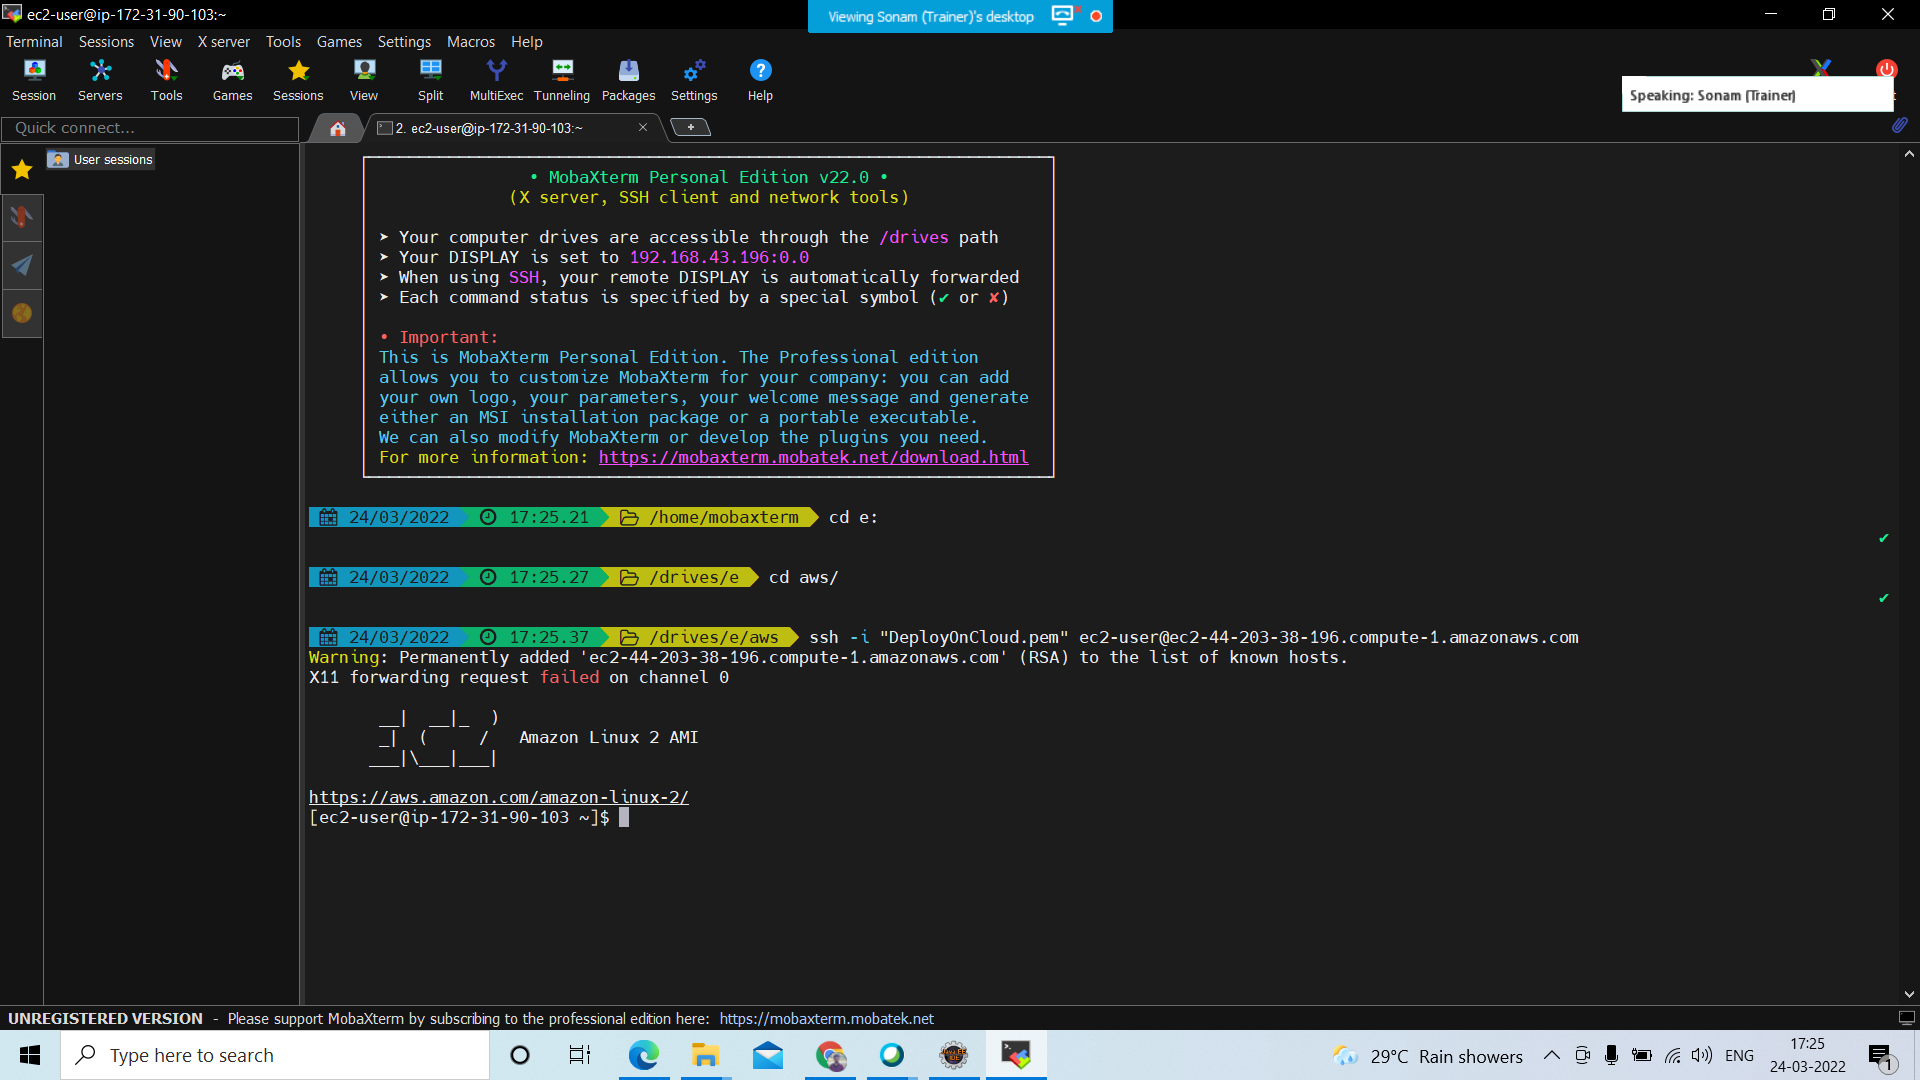 ec2-user@ip-172-31-90-103:~
Viewing Sonam (Trainer)'s desktop
Terminal Sessions View X server Tools Games Settings Macros Help
Session Servers Tools Games Sessions View Split MultiExec Tunneling Packages Settings Help
Speaking: Sonam (Trainer)
Quick connect...
2. ec2-user@ip-172-31-90-103:~
User sessions
• MobaXterm Personal Edition v22.0 •
(X server, SSH client and network tools)
➤ Your computer drives are accessible through the /drives path
➤ Your DISPLAY is set to 192.168.43.196:0.0
➤ When using SSH, your remote DISPLAY is automatically forwarded
➤ Each command status is specified by a special symbol (✔ or ✘)
• Important:
This is MobaXterm Personal Edition. The Professional edition
allows you to customize MobaXterm for your company: you can add
your own logo, your parameters, your welcome message and generate
either an MSI installation package or a portable executable.
We can also modify MobaXterm or develop the plugins you need.
For more information: https://mobaxterm.mobatek.net/download.html
24/03/2022 17:25.21 /home/mobaxterm cd e:
24/03/2022 17:25.27 /drives/e cd aws/
24/03/2022 17:25.37 /drives/e/aws ssh -i "DeployOnCloud.pem" ec2-user@ec2-44-203-38-196.compute-1.amazonaws.com
Warning: Permanently added 'ec2-44-203-38-196.compute-1.amazonaws.com' (RSA) to the list of known hosts.
X11 forwarding request failed on channel 0
__|  __|_  )
_|  (     /   Amazon Linux 2 AMI
___|\___|___|
https://aws.amazon.com/amazon-linux-2/
[ec2-user@ip-172-31-90-103 ~]$
UNREGISTERED VERSION - Please support MobaXterm by subscribing to the professional edition here: https://mobaxterm.mobatek.net
Type here to search
29°C Rain showers
ENG
17:25
24-03-2022
1